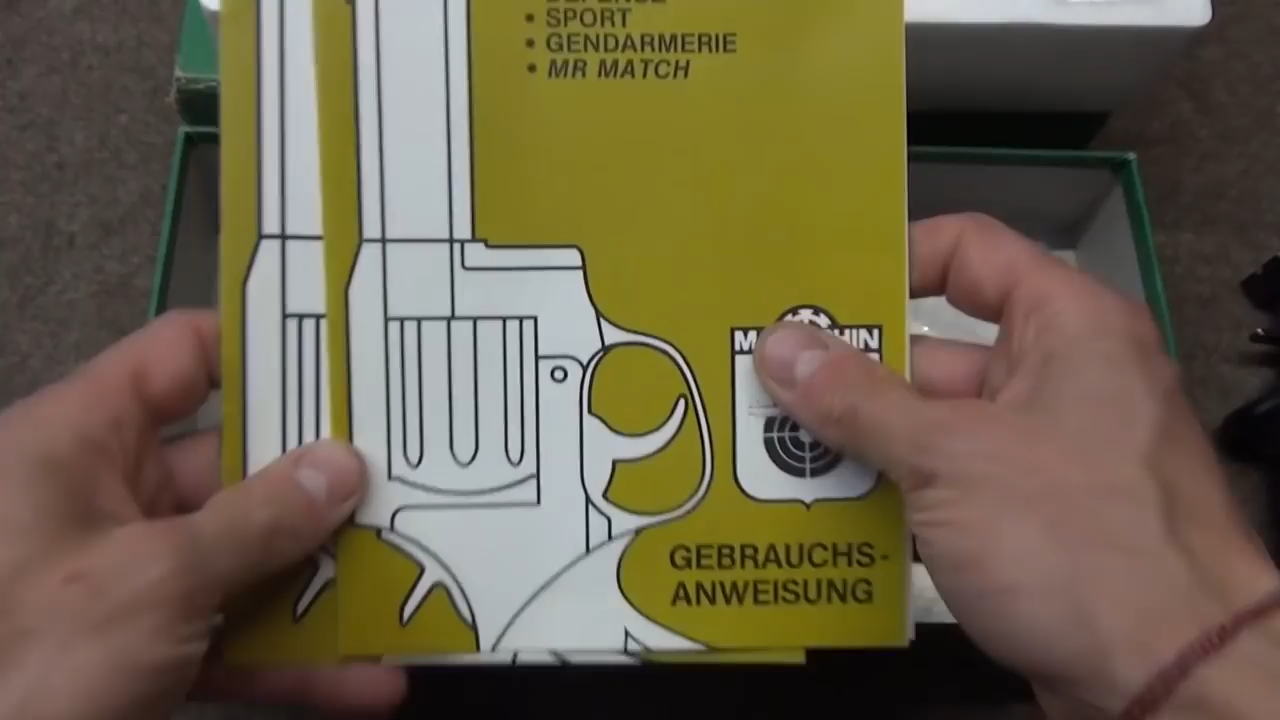 • SPORT
• GENDARMERIE
• MR MATCH
GEBRAUCHS-
ANWEISUNG